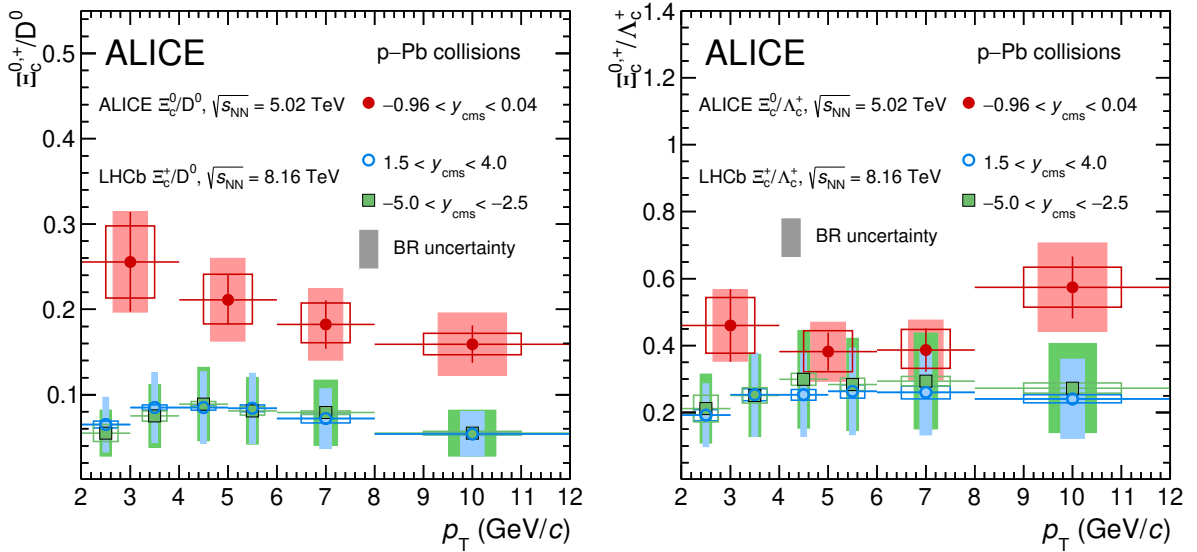 Ξc0,+/D0
ALICE
p–Pb collisions
ALICE Ξc0/D0, √sNN = 5.02 TeV
−0.96 < ycms < 0.04
1.5 < ycms < 4.0
LHCb Ξc+/D0, √sNN = 8.16 TeV
−5.0 < ycms < −2.5
BR uncertainty
0.5
0.4
0.3
0.2
0.1
2 3 4 5 6 7 8 9 10 11 12
pT (GeV/c)
Ξc0,+/Λc+
ALICE
p–Pb collisions
ALICE Ξc0/Λc+, √sNN = 5.02 TeV
−0.96 < ycms < 0.04
1.5 < ycms < 4.0
LHCb Ξc+/Λc+, √sNN = 8.16 TeV
−5.0 < ycms < −2.5
BR uncertainty
1.4
1.2
1
0.8
0.6
0.4
0.2
2 3 4 5 6 7 8 9 10 11 12
pT (GeV/c)